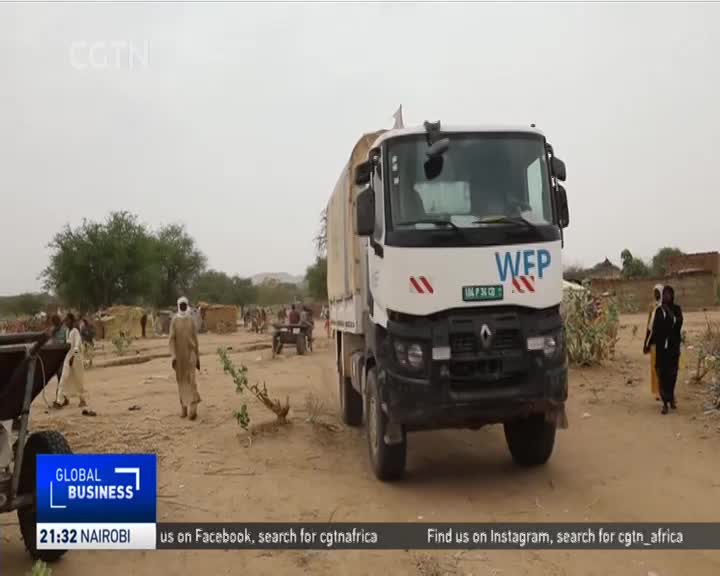 CGTN
WFP
GLOBAL
BUSINESS
21:32 NAIROBI
us on Facebook, search for cgtnafrica
Find us on Instagram, search for cgtn_africa